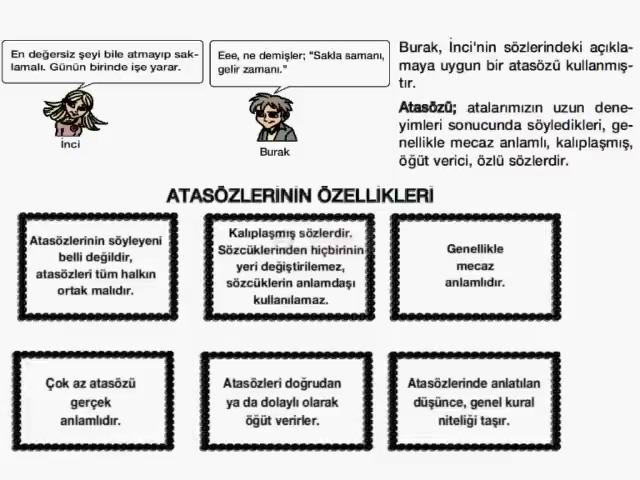 En değersiz şeyi bile atmayıp sak-
lamalı. Günün birinde işe yarar.
İnci
Eee, ne demişler; "Sakla samanı,
gelir zamanı."
Burak
Burak, İnci'nin sözlerindeki açıkla-
maya uygun bir atasözü kullanmış-
tır.
Atasözü; atalarımızın uzun dene-
yimleri sonucunda söyledikleri, ge-
nellikle mecaz anlamlı, kalıplaşmış,
öğüt verici, özlü sözlerdir.
ATASÖZLERİNİN ÖZELLİKLERİ
Atasözlerinin söyleyeni
belli değildir,
atasözleri tüm halkın
ortak malıdır.
Kalıplaşmış sözlerdir.
Sözcüklerinden hiçbirinin
yeri değiştirilemez,
sözcüklerin anlamdaşı
kullanılamaz.
Genellikle
mecaz
anlamlıdır.
Çok az atasözü
gerçek
anlamlıdır.
Atasözleri doğrudan
ya da dolaylı olarak
öğüt verirler.
Atasözlerinde anlatılan
düşünce, genel kural
niteliği taşır.